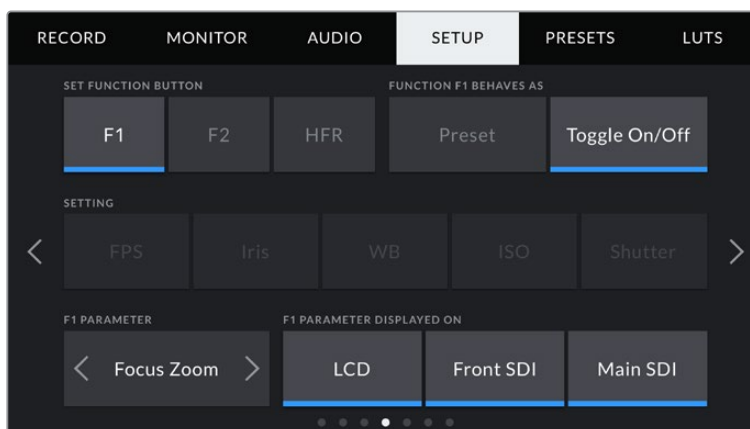 RECORD MONITOR AUDIO SETUP PRESETS LUTS
SET FUNCTION BUTTON FUNCTION F1 BEHAVES AS
F1 F2 HFR Preset Toggle On/Off
SETTING
FPS Iris WB ISO Shutter
F1 PARAMETER F1 PARAMETER DISPLAYED ON
Focus Zoom LCD Front SDI Main SDI